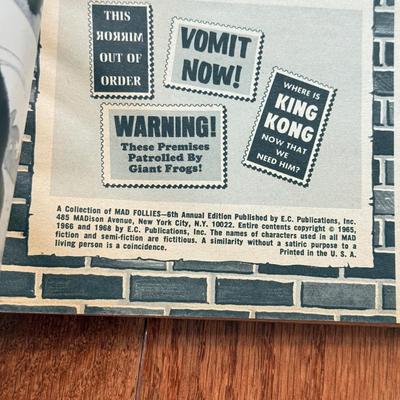 THIS
MIRROR
OUT OF
ORDER
VOMIT
NOW!
WARNING!
These Premises
Patrolled By
Giant Frogs!
WHERE IS
KING
KONG
NOW THAT
WE
NEED HIM?
A Collection of MAD FOLLIES—6th Annual Edition Published by E.C. Publications, Inc.
485 MADison Avenue, New York City, N.Y. 10022. Entire contents copyright © 1965,
1966 and 1968 by E.C. Publications, Inc. The names of characters used in all MAD
fiction and semi-fiction are fictitious. A similarity without a satiric purpose to a
living person is a coincidence.
Printed in the U. S. A.